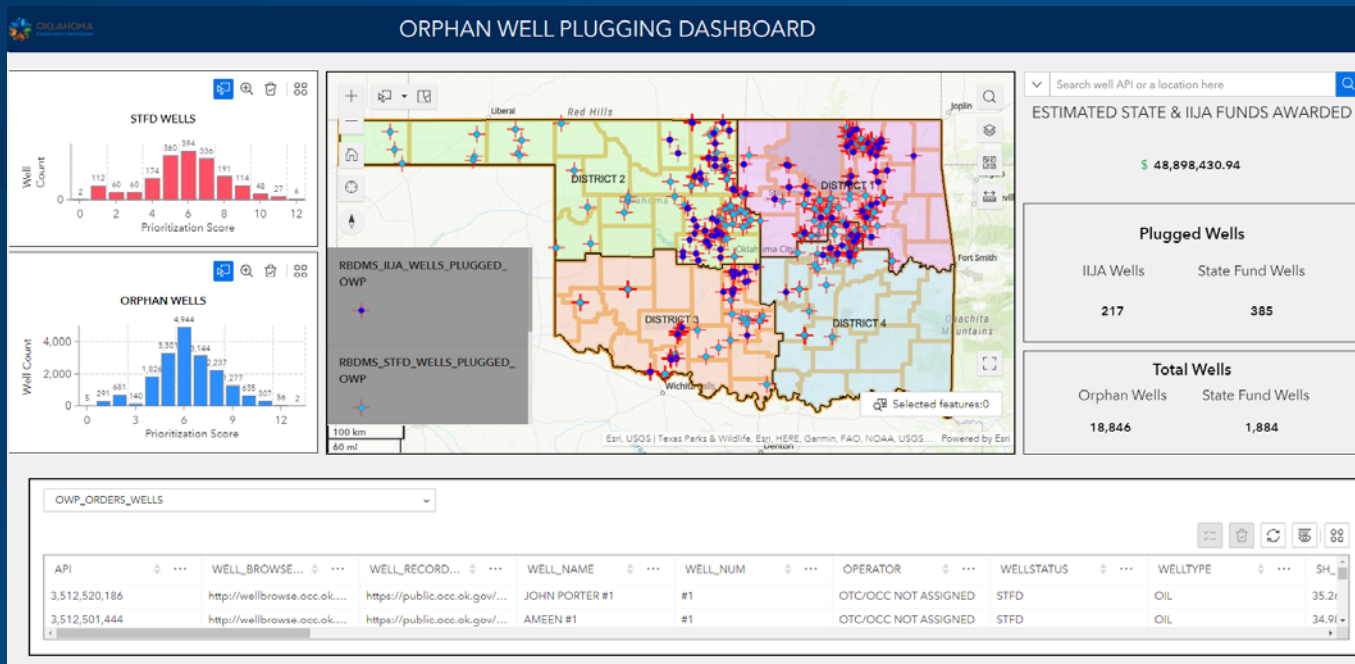 OKLAHOMA
Corporation Commission
ORPHAN WELL PLUGGING DASHBOARD
STFD WELLS
Well Count
0
2
112
60
60
174
360
394
336
191
114
48
27
6
0 2 4 6 8 10 12
Prioritization Score
ORPHAN WELLS
Well Count
4,000
2,000
0
5
291
681
140
1,826
3,301
4,944
3,144
2,237
1,277
635
307
56
2
0 3 6 9 12
Prioritization Score
Liberal
Red Hills
Joplin
DISTRICT 2
DISTRICT 1
Oklahoma City
Fort Smith
DISTRICT 3
DISTRICT 4
Ouachita
Mountains
Wichita Falls
Denton
RBDMS_IIJA_WELLS_PLUGGED_
OWP
RBDMS_STFD_WELLS_PLUGGED_
OWP
Selected features:0
100 km
60 mi
Esri, USGS | Texas Parks & Wildlife, Esri, HERE, Garmin, FAO, NOAA, USGS... Powered by Esri
Search well API or a location here
ESTIMATED STATE & IIJA FUNDS AWARDED
$ 48,898,430.94
Plugged Wells
IIJA Wells State Fund Wells
217 385
Total Wells
Orphan Wells State Fund Wells
18,846 1,884
OWP_ORDERS_WELLS
API WELL_BROWSE... WELL_RECORD... WELL_NAME WELL_NUM OPERATOR WELLSTATUS WELLTYPE SH_
3,512,520,186 http://wellbrowse.occ.ok.... https://public.occ.ok.gov/... JOHN PORTER #1 #1 OTC/OCC NOT ASSIGNED STFD OIL 35.2
3,512,501,444 http://wellbrowse.occ.ok.... https://public.occ.ok.gov/... AMEEN #1 #1 OTC/OCC NOT ASSIGNED STFD OIL 34.9